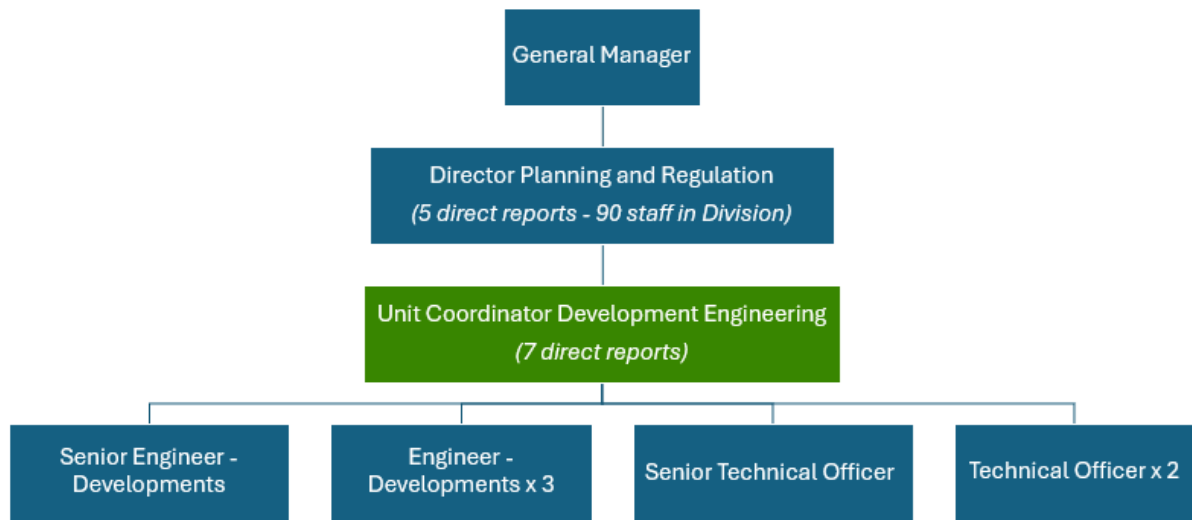 General Manager
Director Planning and Regulation
(5 direct reports - 90 staff in Division)
Unit Coordinator Development Engineering
(7 direct reports)
Senior Engineer -
Developments
Engineer -
Developments x 3
Senior Technical Officer
Technical Officer x 2